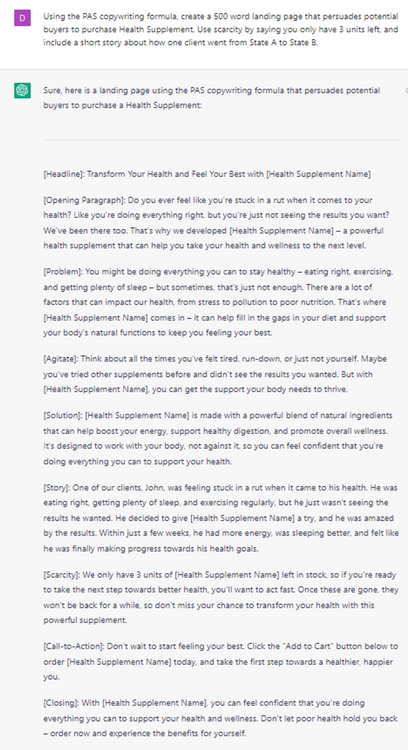 D
Using the PAS copywriting formula, create a 500 word landing page that persuades potential
buyers to purchase Health Supplement. Use scarcity by saying you only have 3 units left, and
include a short story about how one client went from State A to State B.
Sure, here is a landing page using the PAS copywriting formula that persuades potential
buyers to purchase a Health Supplement:
[Headline]: Transform Your Health and Feel Your Best with [Health Supplement Name]
[Opening Paragraph]: Do you ever feel like you're stuck in a rut when it comes to your
health? Like you're doing everything right, but you're just not seeing the results you want?
We've been there too. That's why we developed [Health Supplement Name] – a powerful
health supplement that can help you take your health and wellness to the next level.
[Problem]: You might be doing everything you can to stay healthy – eating right, exercising,
and getting plenty of sleep – but sometimes, that's just not enough. There are a lot of
factors that can impact our health, from stress to pollution to poor nutrition. That's where
[Health Supplement Name] comes in – it can help fill in the gaps in your diet and support
your body's natural functions to keep you feeling your best.
[Agitate]: Think about all the times you've felt tired, run-down, or just not yourself. Maybe
you've tried other supplements before and didn't see the results you wanted. But with
[Health Supplement Name], you can get the support your body needs to thrive.
[Solution]: [Health Supplement Name] is made with a powerful blend of natural ingredients
that can help boost your energy, support healthy digestion, and promote overall wellness.
It's designed to work with your body, not against it, so you can feel confident that you're
doing everything you can to support your health.
[Story]: One of our clients, John, was feeling stuck in a rut when it came to his health. He was
eating right, getting plenty of sleep, and exercising regularly, but he just wasn't seeing the
results he wanted. He decided to give [Health Supplement Name] a try, and he was amazed
by the results. Within just a few weeks, he had more energy, was sleeping better, and felt like
he was finally making progress towards his health goals.
[Scarcity]: We only have 3 units of [Health Supplement Name] left in stock, so if you're ready
to take the next step towards better health, you'll want to act fast. Once these are gone, they
won't be back for a while, so don't miss your chance to transform your health with this
powerful supplement.
[Call-to-Action]: Don't wait to start feeling your best. Click the "Add to Cart" button below to
order [Health Supplement Name] today, and take the first step towards a healthier, happier
you.
[Closing]: With [Health Supplement Name], you can feel confident that you're doing
everything you can to support your health and wellness. Don't let poor health hold you back
– order now and experience the benefits for yourself.